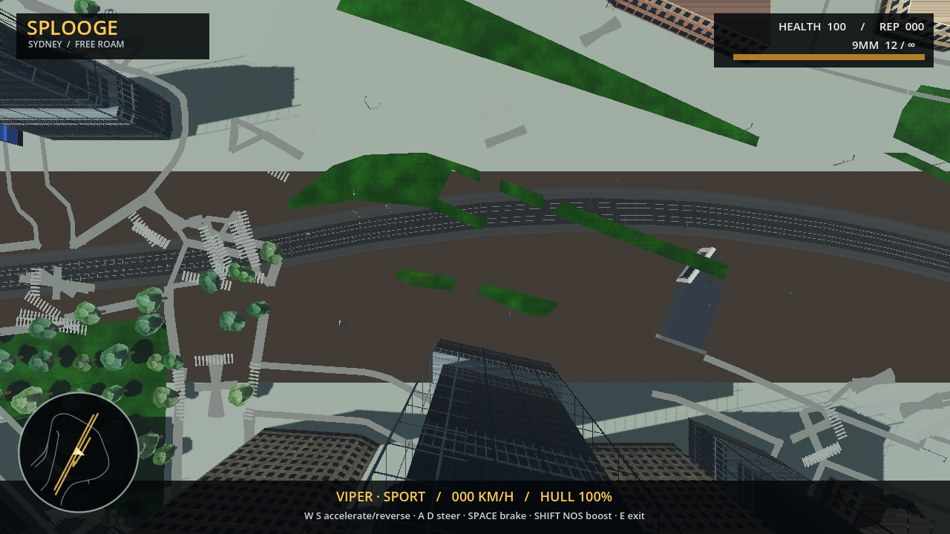 SPLOOGE
SYDNEY / FREE ROAM
HEALTH 100 / REP 000
9MM 12 / ∞
VIPER · SPORT / 000 KM/H / HULL 100%
W S accelerate/reverse · A D steer · SPACE brake · SHIFT NOS boost · E exit